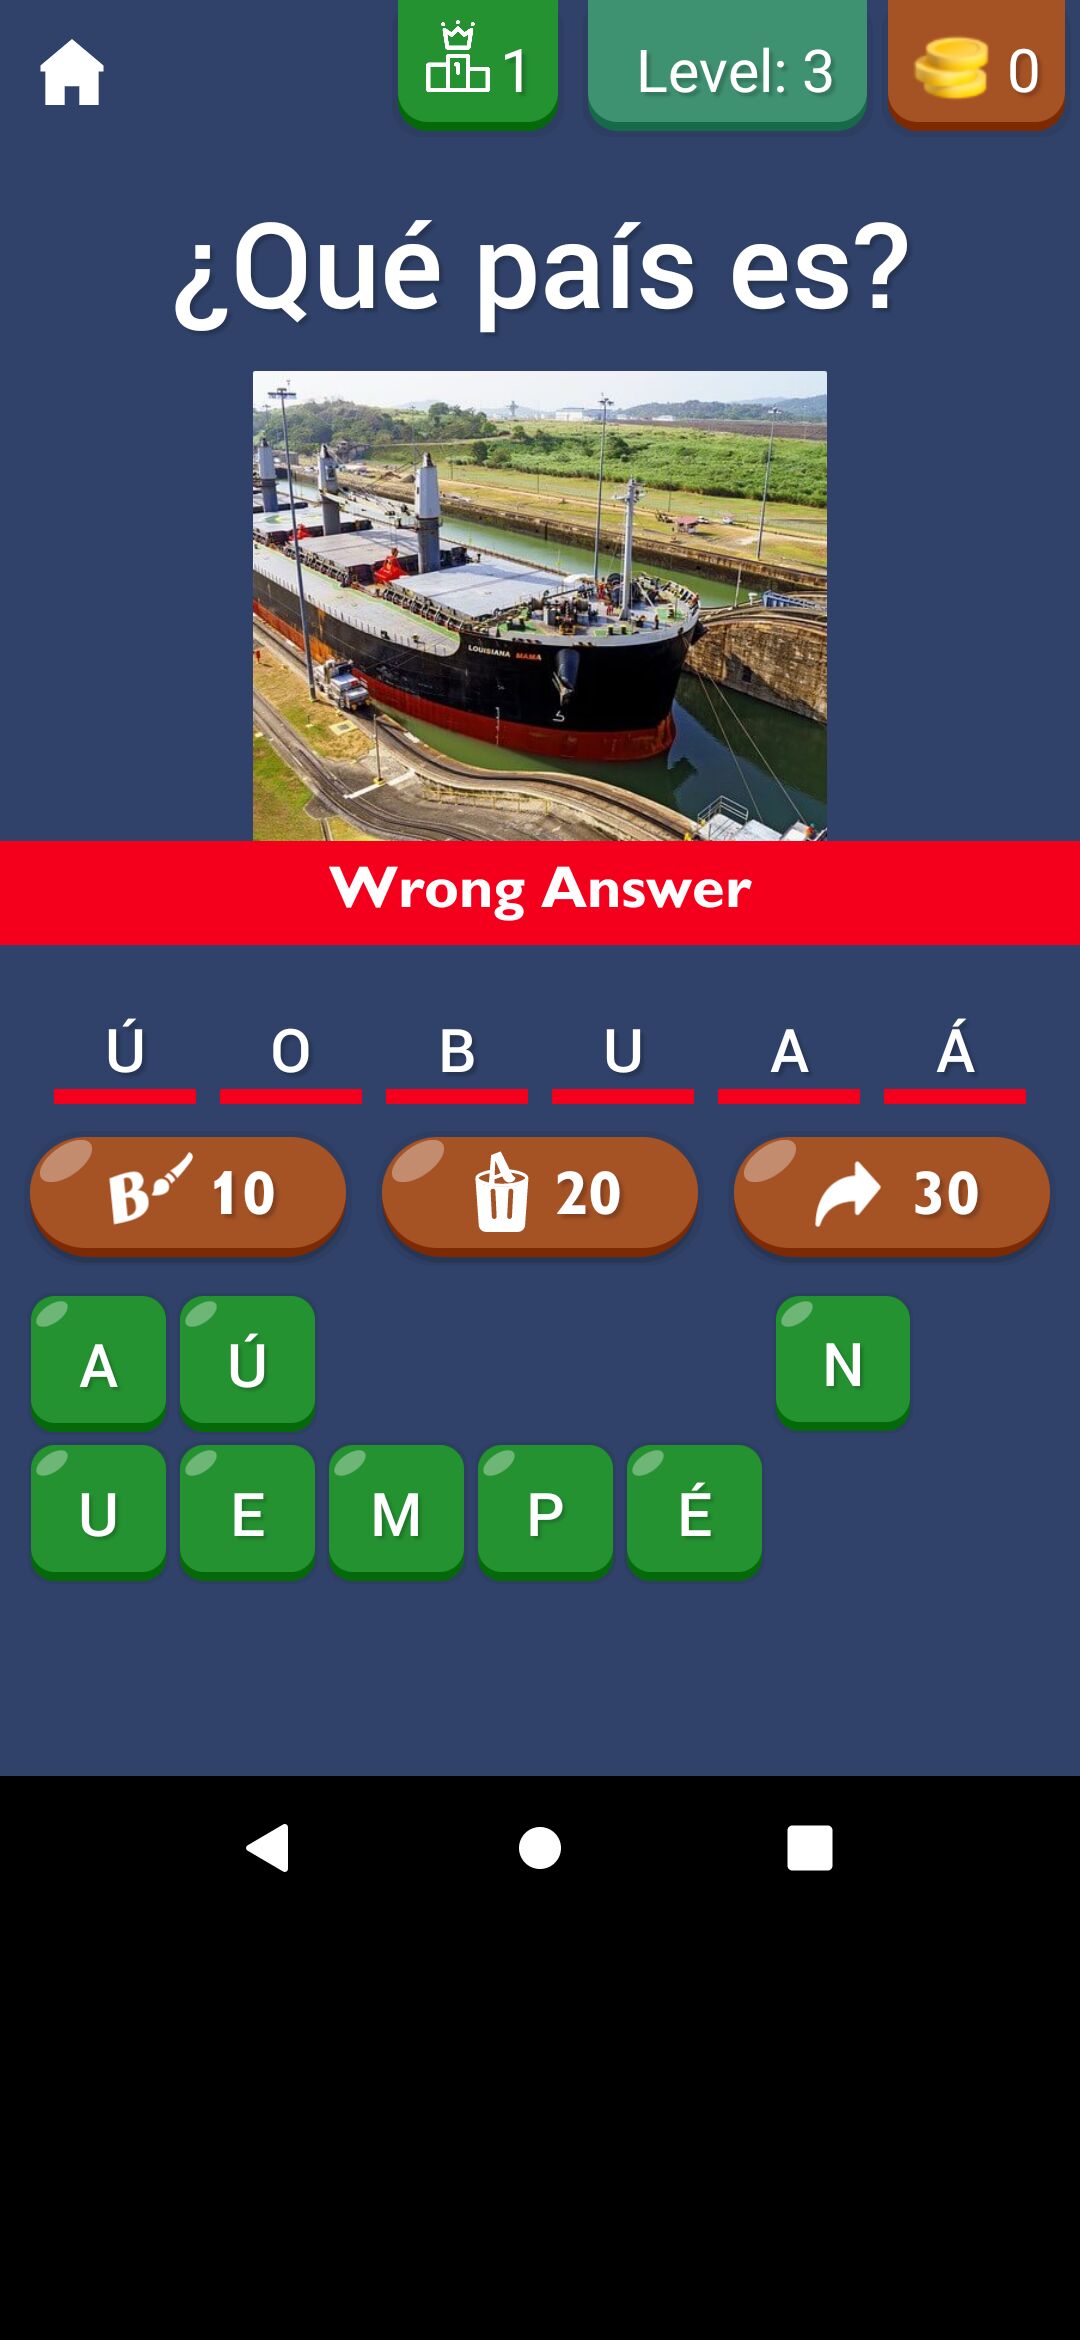 1 Level: 3 0
¿Qué país es?
LOUISIANA MAMA
Wrong Answer
Ú O B U A Á
B 10 20 30
A Ú N
U E M P É